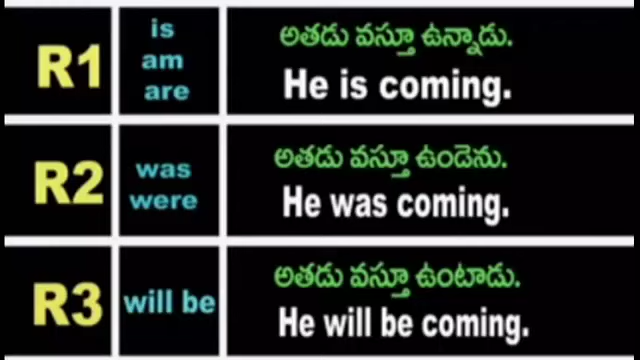 R1
is
am
are
అతడు వస్తూ ఉన్నాడు.
He is coming.
R2
was
were
అతడు వస్తూ ఉండెను.
He was coming.
R3
will be
అతడు వస్తూ ఉంటాడు.
He will be coming.